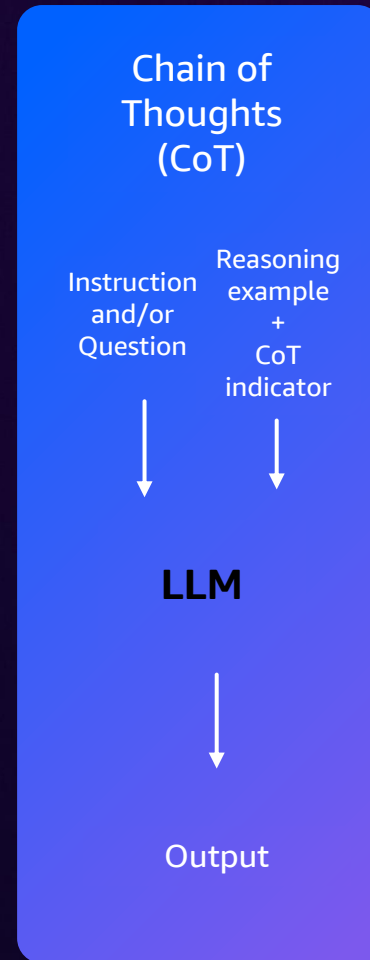 Chain of
Thoughts
(CoT)
Instruction
and/or
Question
Reasoning
example
+
CoT
indicator
LLM
Output